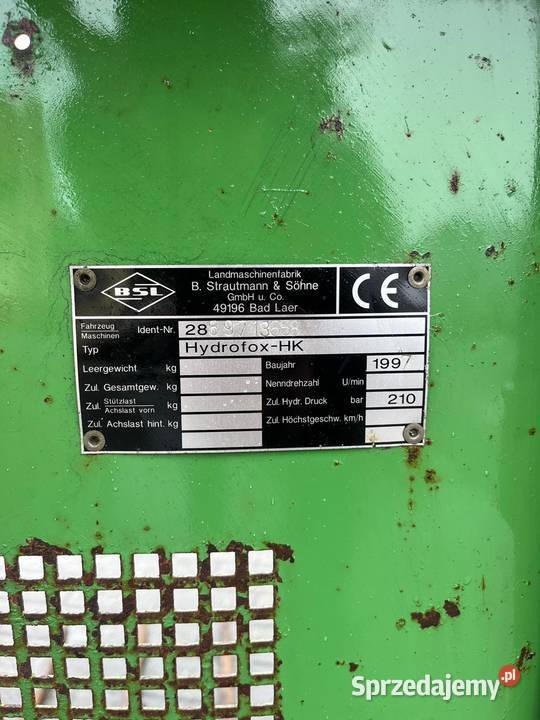 BSL
Landmaschinenfabrik
B. Strautmann & Söhne
GmbH u. Co.
49196 Bad Laer
CE
Fahrzeug
Maschinen
Ident-Nr. 28
Typ Hydrofox-HK
Leergewicht kg
Baujahr 1997
Zul. Gesamtgew. kg
Nenndrehzahl U/min
Zul. Stützlast
Achslast vorn kg
Zul. Hydr. Druck bar 210
Zul. Achslast hint. kg
Zul. Höchstgeschw. km/h
Sprzedajemy.pl